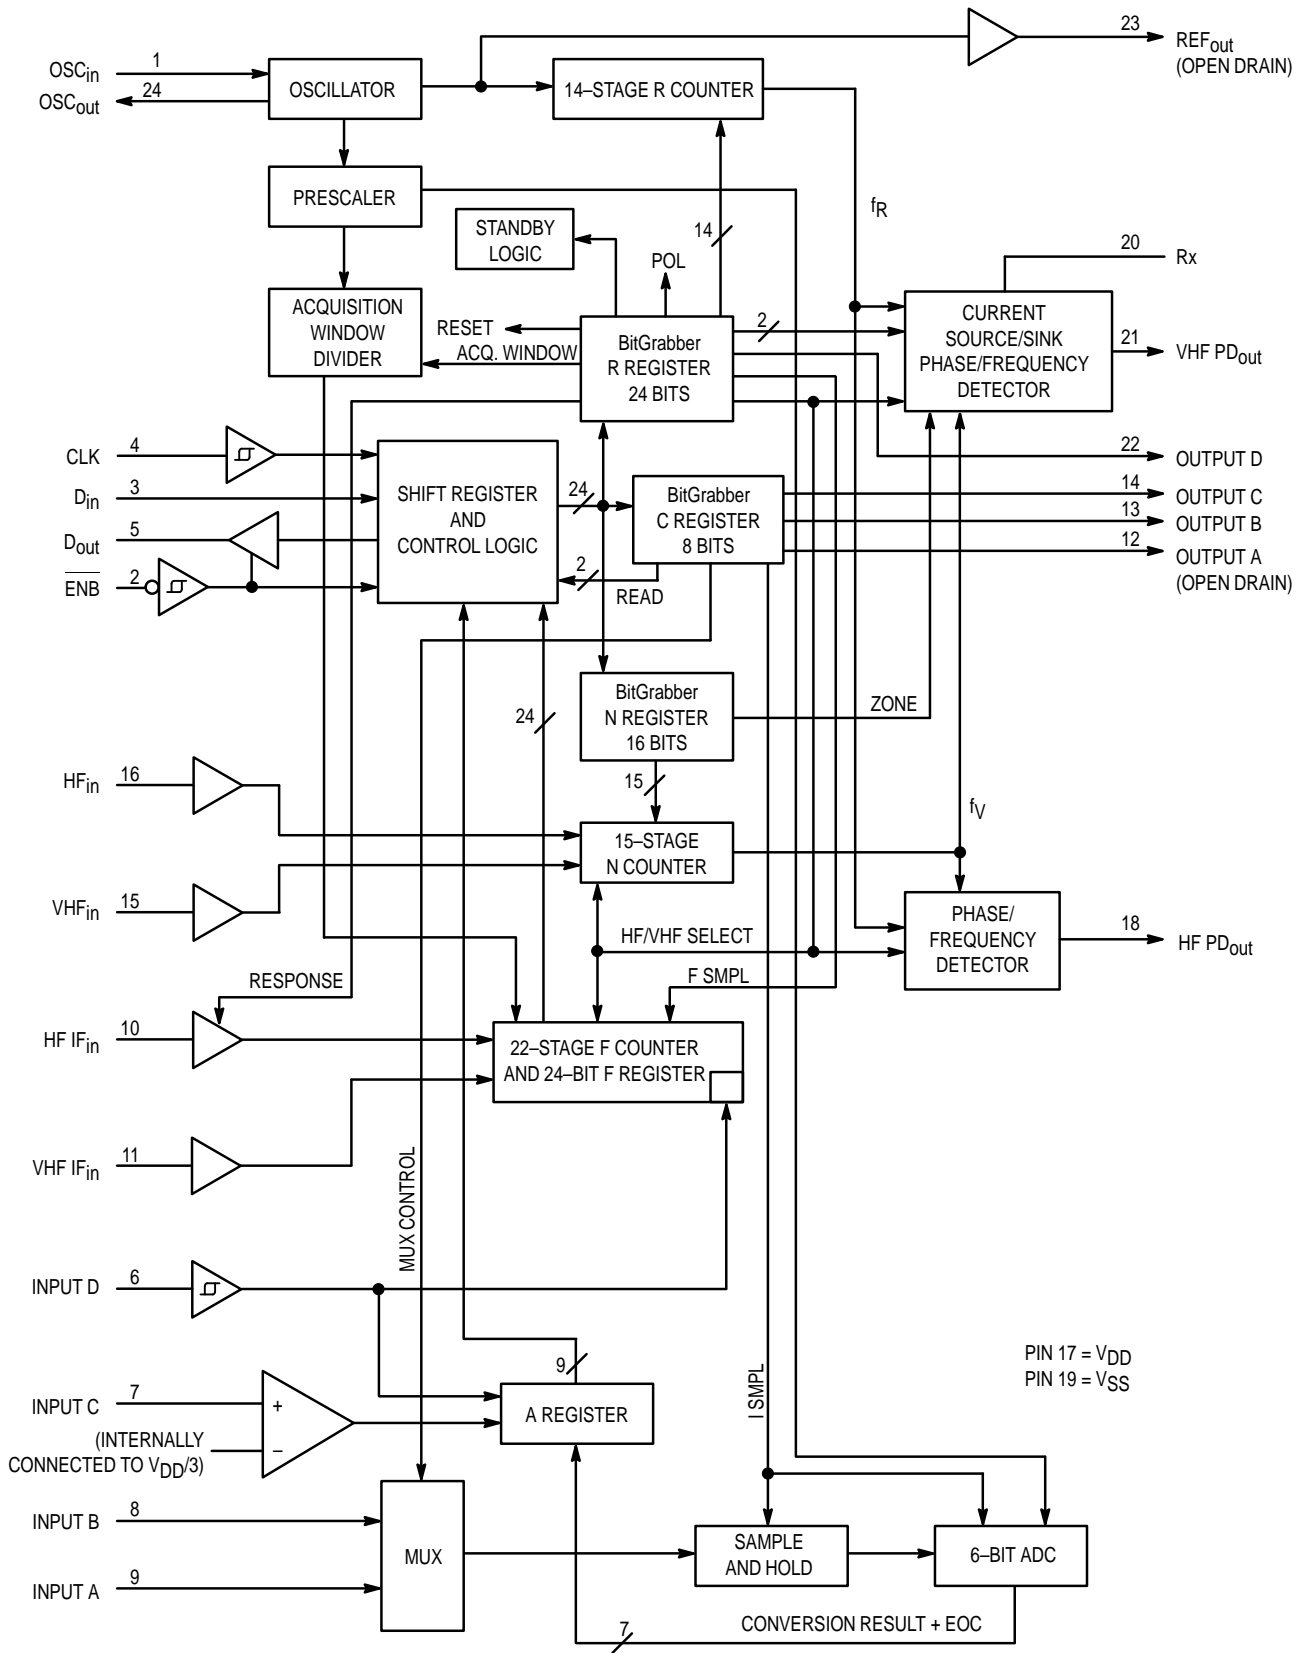 23
REFout
(OPEN DRAIN)
OSCin
1
OSCout
24
OSCILLATOR
14–STAGE R COUNTER
PRESCALER
fR
STANDBY
LOGIC
14
POL
20
Rx
ACQUISITION
WINDOW
DIVIDER
RESET
ACQ. WINDOW
BitGrabber
R REGISTER
24 BITS
2
CURRENT
SOURCE/SINK
PHASE/FREQUENCY
DETECTOR
21
VHF PDout
CLK
4
22
OUTPUT D
Din
3
SHIFT REGISTER
AND
CONTROL LOGIC
24
BitGrabber
C REGISTER
8 BITS
14
OUTPUT C
13
OUTPUT B
Dout
5
12
OUTPUT A
(OPEN DRAIN)
ENB
2
2
READ
BitGrabber
N REGISTER
16 BITS
ZONE
24
15
HFin
16
fV
15–STAGE
N COUNTER
VHFin
15
HF/VHF SELECT
PHASE/
FREQUENCY
DETECTOR
18
HF PDout
RESPONSE
F SMPL
HF IFin
10
22–STAGE F COUNTER
AND 24–BIT F REGISTER
VHF IFin
11
MUX CONTROL
INPUT D
6
9
I SMPL
PIN 17 = VDD
PIN 19 = VSS
INPUT C
7
+
A REGISTER
(INTERNALLY
CONNECTED TO VDD/3)
–
INPUT B
8
MUX
SAMPLE
AND HOLD
6–BIT ADC
INPUT A
9
7
CONVERSION RESULT + EOC